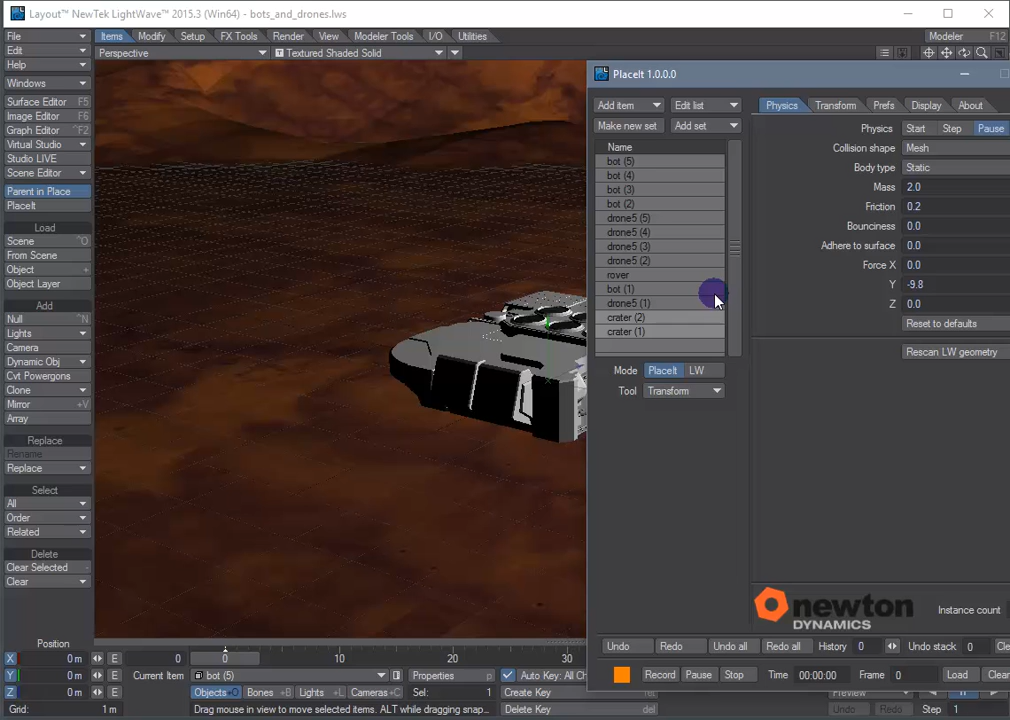 Layout™ NewTek LightWave™ 2015.3 (Win64) - bots_and_drones.lws
File
Items
Modify
Setup
FX Tools
Render
View
Modeler Tools
I/O
Utilities
Modeler
F12
Edit
Perspective
Textured Shaded Solid
Help
Windows
Surface Editor F5
Image Editor F6
Graph Editor ^F2
Virtual Studio
Studio LIVE
Scene Editor
Parent in Place
PlaceIt
Load
Scene ^O
From Scene
Object +
Object Layer
Add
Null ^N
Lights
Camera
Dynamic Obj
Cvt Powergons
Clone
Mirror +V
Array
Replace
Rename
Replace
Select
All
Order
Related
Delete
Clear Selected -
Clear
Position
X 0 m E
Y 0 m E
Z 0 m E
Grid: 1 m
PlaceIt 1.0.0.0
Add item
Edit list
Make new set
Add set
Name
bot (5)
bot (4)
bot (3)
bot (2)
drone5 (5)
drone5 (4)
drone5 (3)
drone5 (2)
rover
bot (1)
drone5 (1)
crater (2)
crater (1)
Mode PlaceIt LW
Tool Transform
Physics
Transform
Prefs
Display
About
Physics Start Step Pause
Collision shape Mesh
Body type Static
Mass 2.0
Friction 0.2
Bounciness 0.0
Adhere to surface 0.0
Force X 0.0
Y -9.8
Z 0.0
Reset to defaults
Rescan LW geometry
newton
DYNAMICS
Instance count
Undo
Redo
Undo all
Redo all
History 0
Undo stack 0
Record
Pause
Stop
Time 00:00:00
Frame 0
Load
0
0
10
20
30
Current Item bot (5)
Properties
Objects +O
Bones +B
Lights +L
Cameras +C
Sel: 1
Create Key
Drag mouse in view to move selected items. ALT while dragging snap...
Delete Key del
Preview
Undo
Redo
Step 1